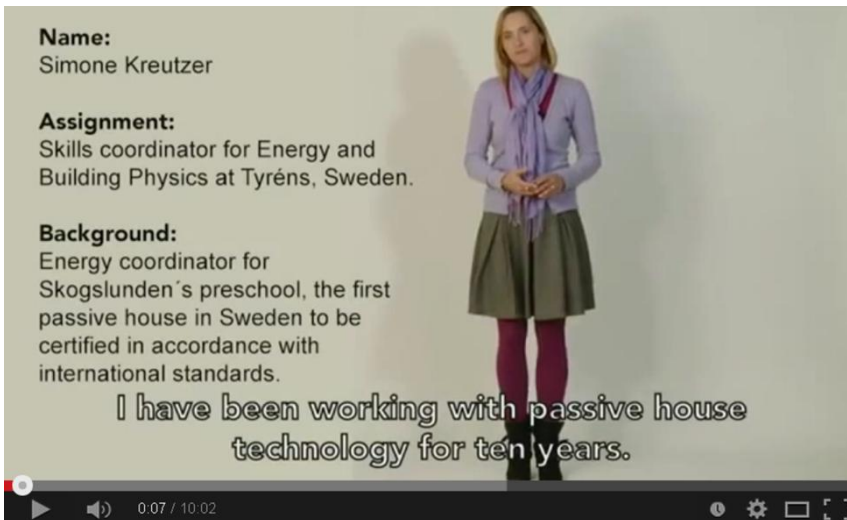 Name:
Simone Kreutzer
Assignment:
Skills coordinator for Energy and
Building Physics at Tyréns, Sweden.
Background:
Energy coordinator for
Skogslunden´s preschool, the first
passive house in Sweden to be
certified in accordance with
international standards.
I have been working with passive house
technology for ten years.
0:07 / 10:02